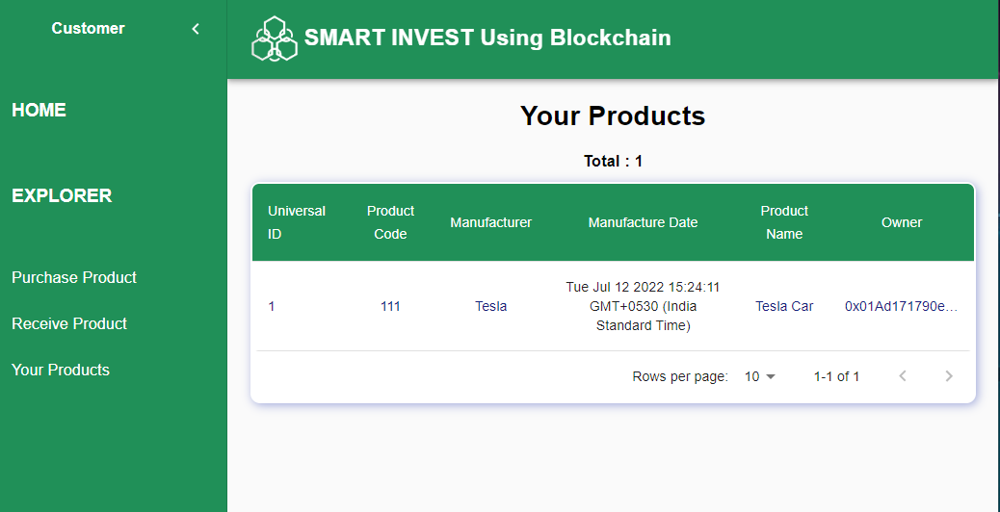 Customer
SMART INVEST Using Blockchain
HOME
EXPLORER
Purchase Product
Receive Product
Your Products
Your Products
Total : 1
Universal ID
Product Code
Manufacturer
Manufacture Date
Product Name
Owner
1
111
Tesla
Tue Jul 12 2022 15:24:11
GMT+0530 (India
Standard Time)
Tesla Car
0x01Ad171790e...
Rows per page: 10
1-1 of 1